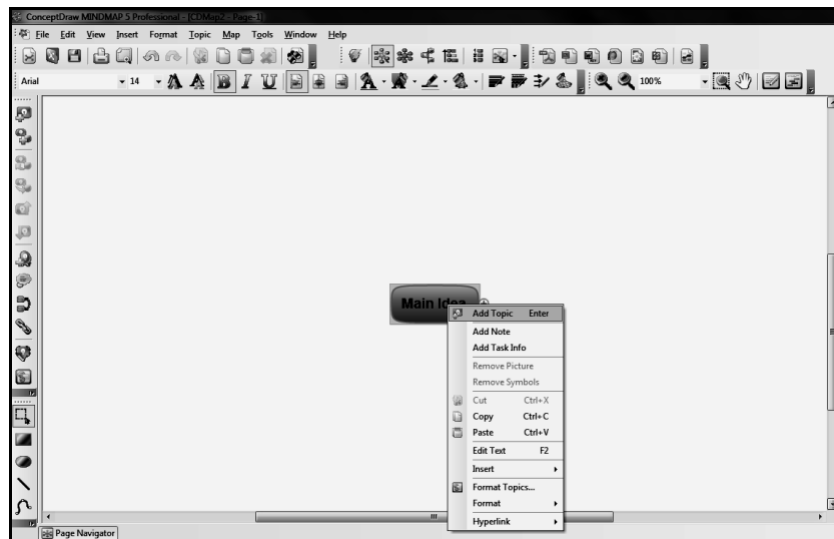 ConceptDraw MINDMAP 5 Professional - [CDMap2 - Page-1]
File Edit View Insert Format Topic Map Tools Window Help
Arial 14 B I U 100%
Main Idea
Add Topic Enter
Add Note
Add Task Info
Remove Picture
Remove Symbols
Cut Ctrl+X
Copy Ctrl+C
Paste Ctrl+V
Edit Text F2
Insert
Format Topics...
Format
Hyperlink
Page Navigator